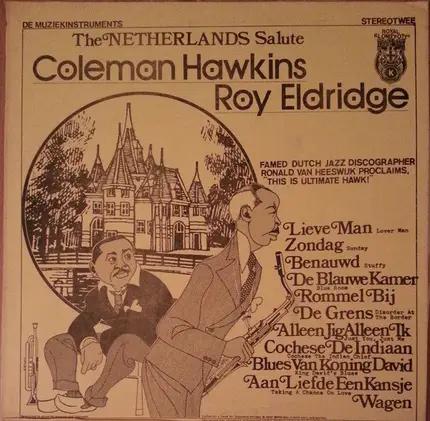 DE MUZIEKINSTRUMENTS
STEREOTWEE
The NETHERLANDS Salute
ROYAL
Coleman Hawkins
Roy Eldridge
K
FAMED DUTCH JAZZ DISCOGRAPHER
RONALD VAN HEESWIJK PROCLAIMS,
"THIS IS ULTIMATE HAWK!"
Lieve Man Lover Man
Zondag Sunday
Benauwd Stuffy
De Blauwe Kamer
Blue Room
Rommel Bij
De Grens Disorder At
The Border
Alleen Jig Alleen Ik
Just You, Just Me
Cochese De Indiaan
Cochese The Indian Chief
Blues Van Koning David
King David's Blues
Aan Liefde Een Kansje
Taking A Chance On Love
Wagen